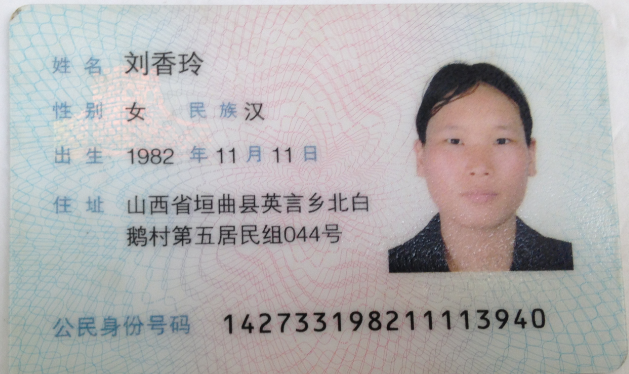 姓名 刘香玲
性别 女 民族 汉
出生 1982 年 11 月 11 日
住址 山西省垣曲县英言乡北白
鹅村第五居民组044号
公民身份号码 142733198211113940